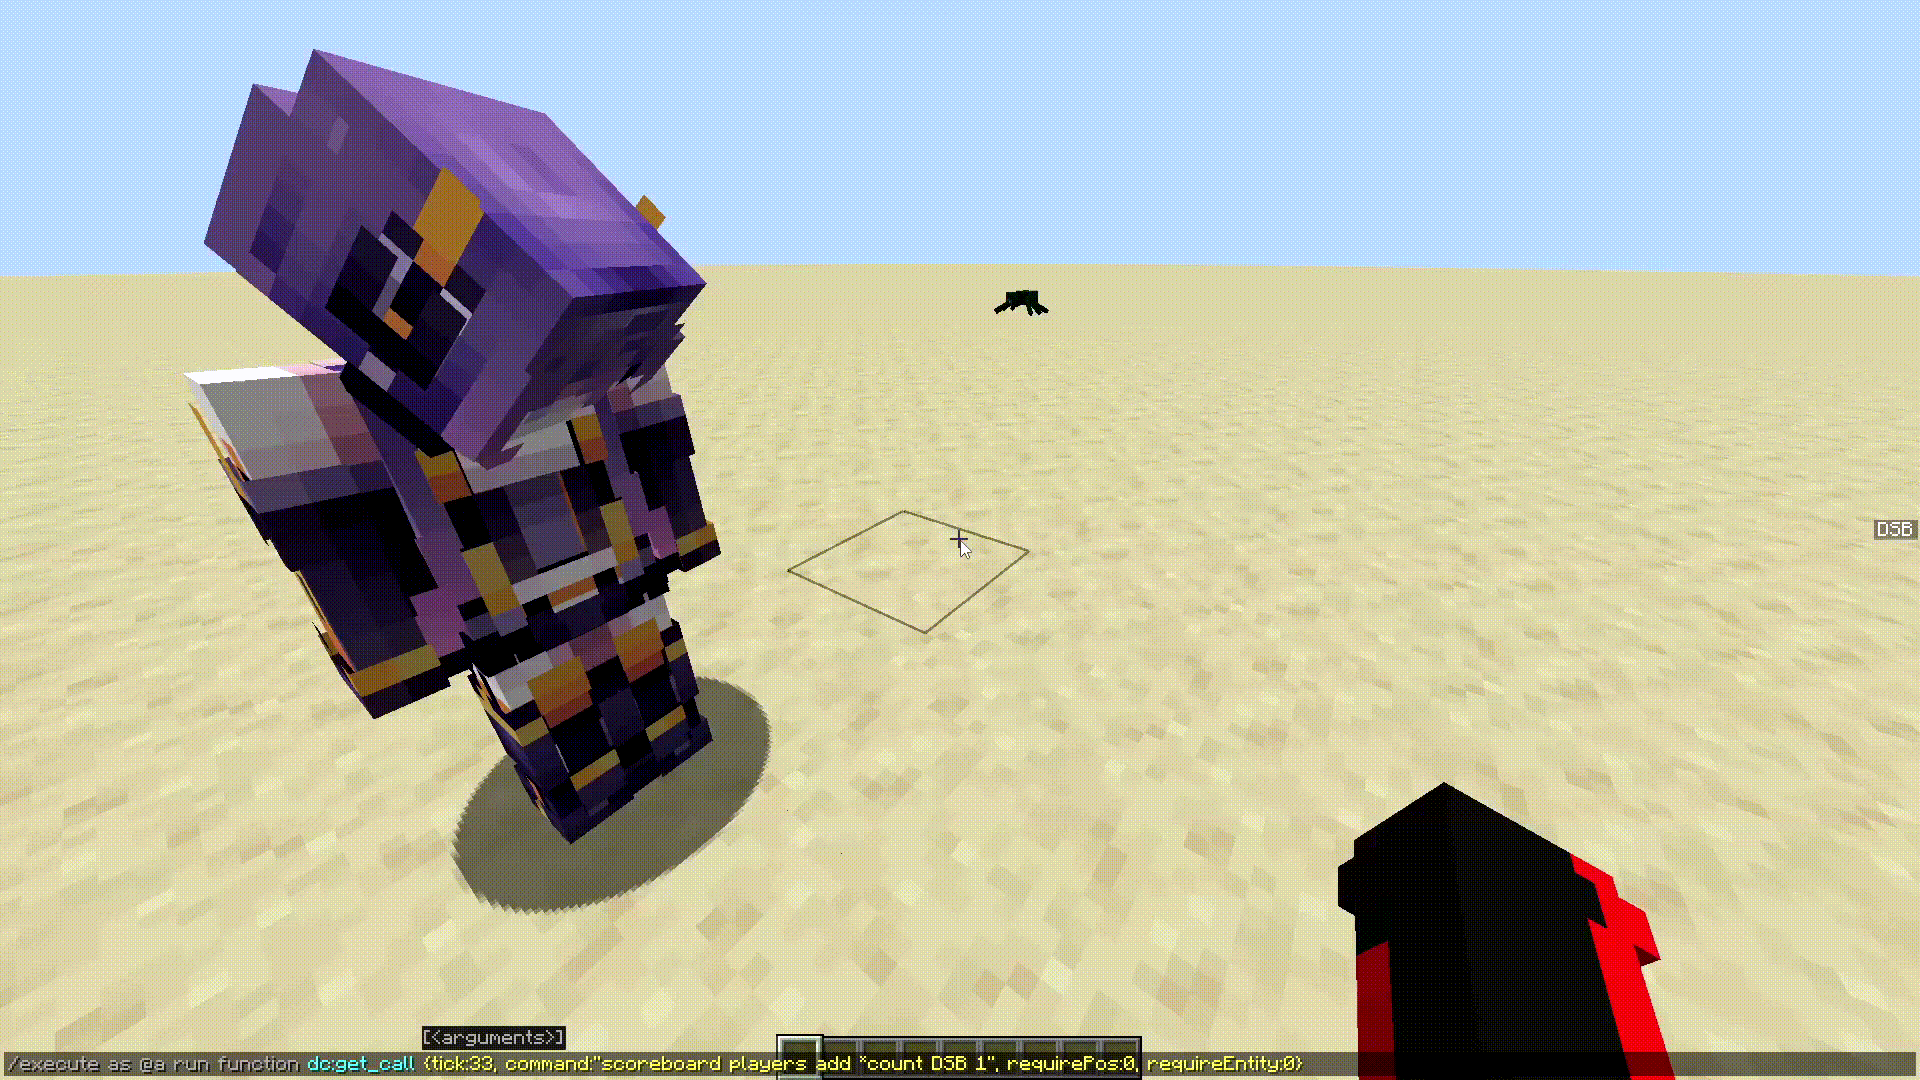 DSB
[<arguments>]
/execute as @a run function dc:get_call {tick:33, command:"scoreboard players add *count DSB 1", requirePos:0, requireEntity:0}